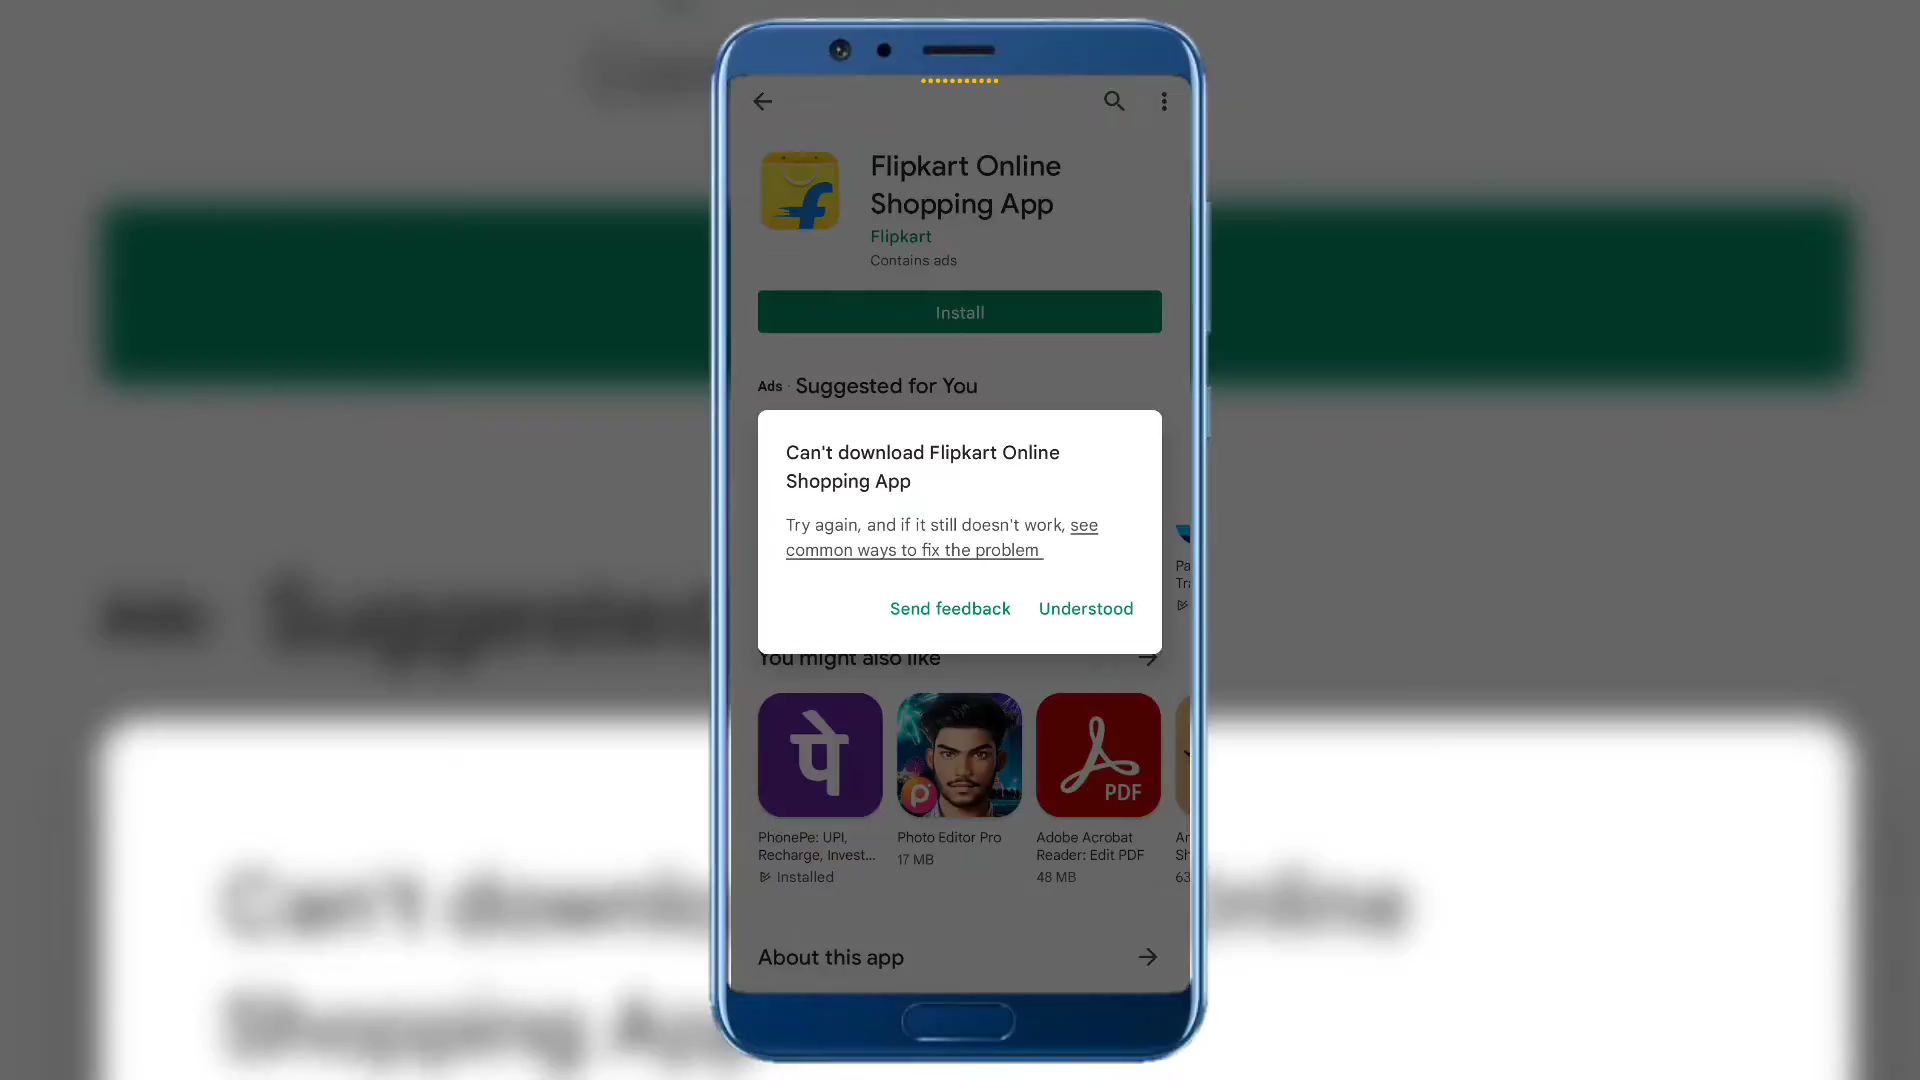 Flipkart Online
Shopping App
Flipkart
Contains ads
Install
Ads · Suggested for You
Can't download Flipkart Online
Shopping App
Try again, and if it still doesn't work, see
common ways to fix the problem
Send feedback Understood
You might also like
पे
PDF
PhonePe: UPI,
Recharge, Invest...
Installed
Photo Editor Pro
17 MB
Adobe Acrobat
Reader: Edit PDF
48 MB
About this app